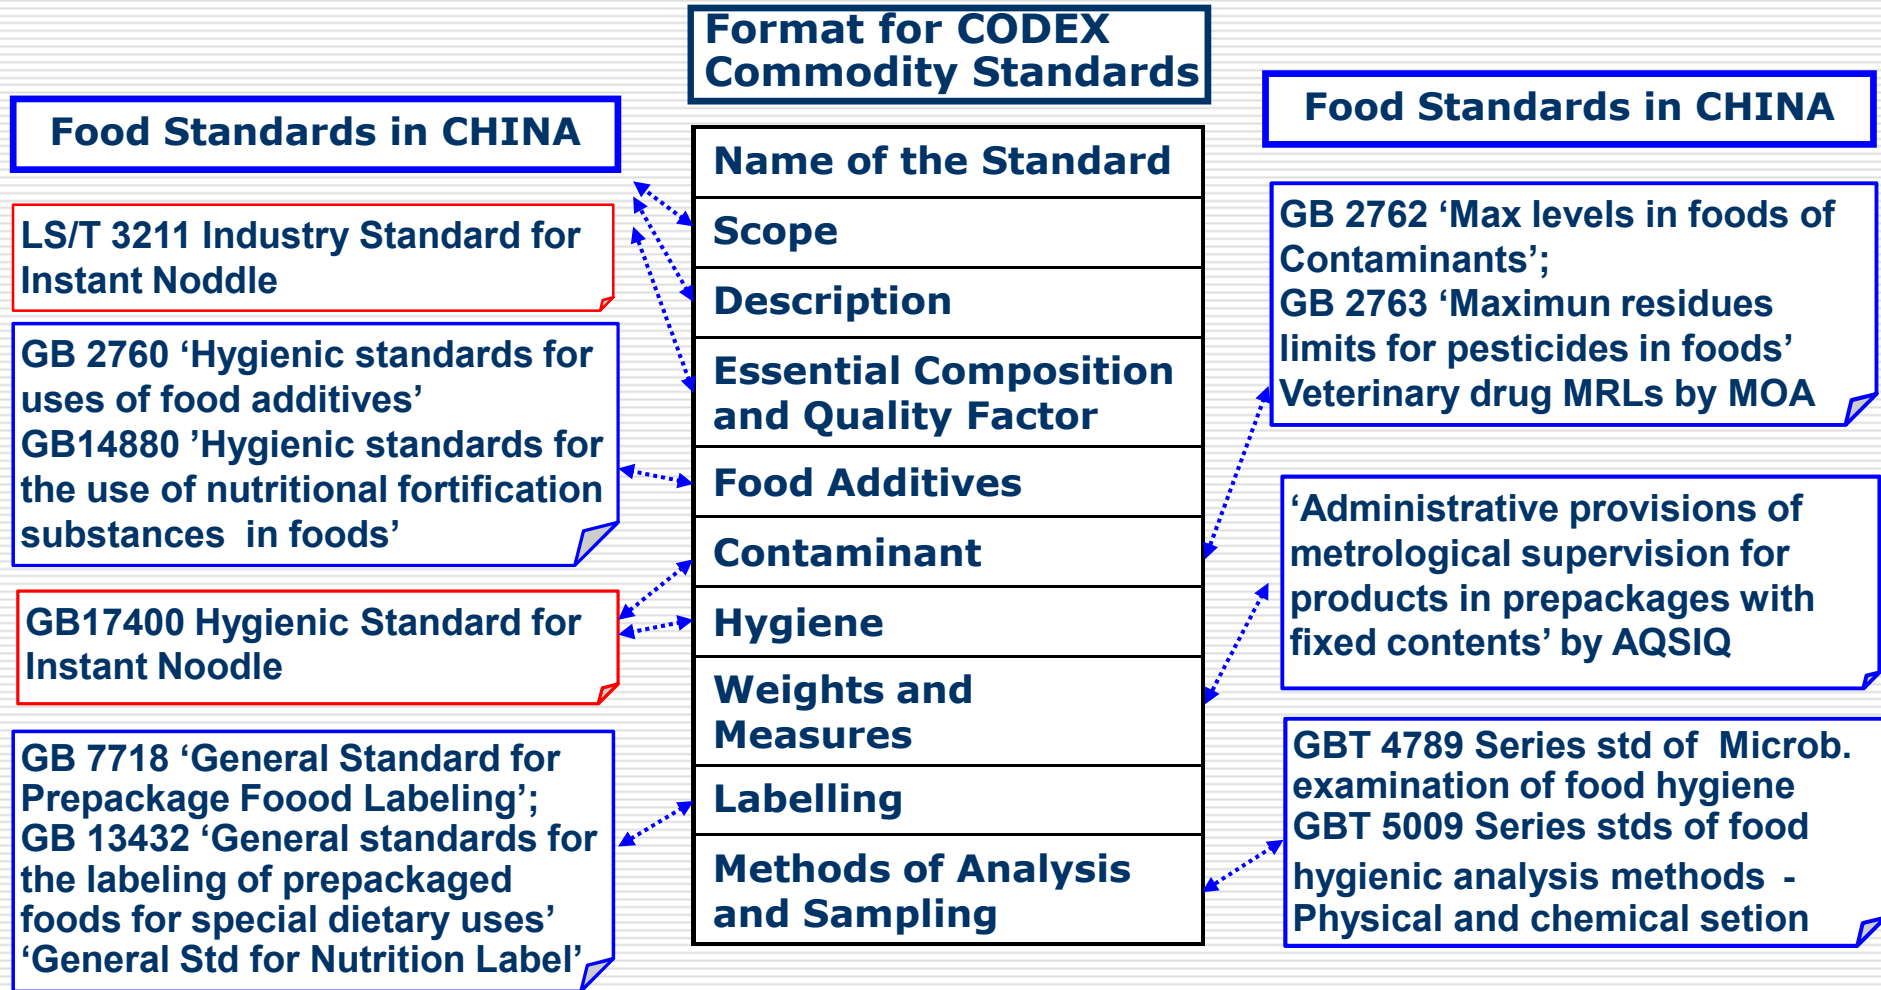 Format for CODEX
Commodity Standards
Food Standards in CHINA
LS/T 3211 Industry Standard for
Instant Noddle
GB 2760 ‘Hygienic standards for
uses of food additives’
GB14880 ’Hygienic standards for
the use of nutritional fortification
substances in foods’
GB17400 Hygienic Standard for
Instant Noodle
GB 7718 ‘General Standard for
Prepackage Foood Labeling’;
GB 13432 ‘General standards for
the labeling of prepackaged
foods for special dietary uses’
‘General Std for Nutrition Label’
Name of the Standard
Scope
Description
Essential Composition
and Quality Factor
Food Additives
Contaminant
Hygiene
Weights and
Measures
Labelling
Methods of Analysis
and Sampling
Food Standards in CHINA
GB 2762 ‘Max levels in foods of
Contaminants’;
GB 2763 ‘Maximun residues
limits for pesticides in foods’
Veterinary drug MRLs by MOA
‘Administrative provisions of
metrological supervision for
products in prepackages with
fixed contents’ by AQSIQ
GBT 4789 Series std of Microb.
examination of food hygiene
GBT 5009 Series stds of food
hygienic analysis methods -
Physical and chemical setion